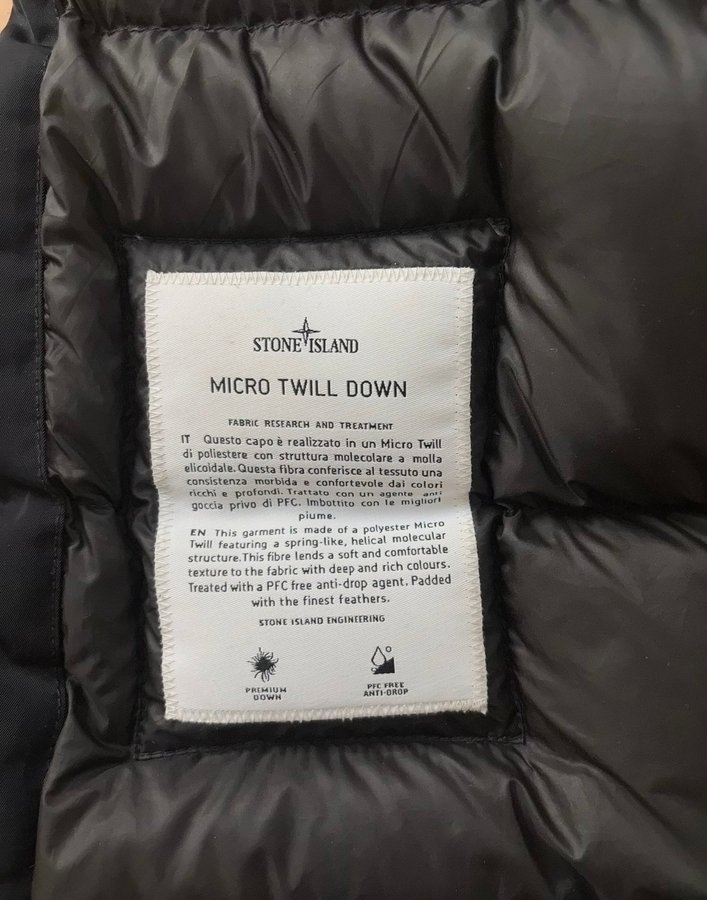 STONE ISLAND
MICRO TWILL DOWN
FABRIC RESEARCH AND TREATMENT
IT Questo capo è realizzato in un Micro Twill
di poliestere con struttura molecolare a molla
elicoidale. Questa fibra conferisce al tessuto una
consistenza morbida e confortevole dai colori
ricchi e profondi. Trattato con un agente anti
goccia privo di PFC. Imbottito con le migliori
piume.
EN This garment is made of a polyester Micro
Twill featuring a spring-like, helical molecular
structure. This fibre lends a soft and comfortable
texture to the fabric with deep and rich colours.
Treated with a PFC free anti-drop agent. Padded
with the finest feathers.
STONE ISLAND ENGINEERING
PREMIUM
DOWN
PFC FREE
ANTI-DROP